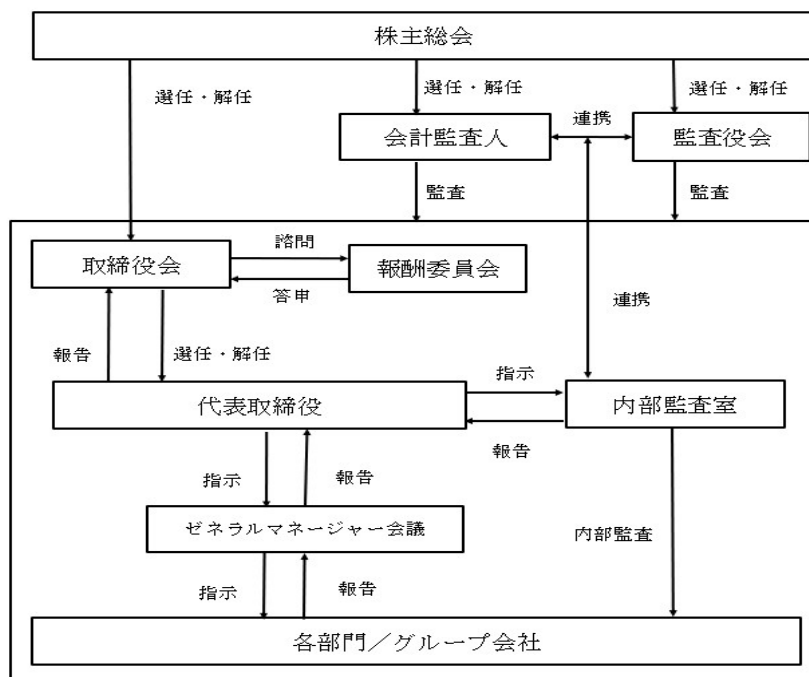 株主総会
選任・解任
選任・解任
選任・解任
会計監査人
連携
監査役会
監査
監査
取締役会
諮問
答申
報酬委員会
連携
報告
選任・解任
代表取締役
指示
報告
内部監査室
指示
報告
ゼネラルマネージャー会議
内部監査
指示
報告
各部門／グループ会社